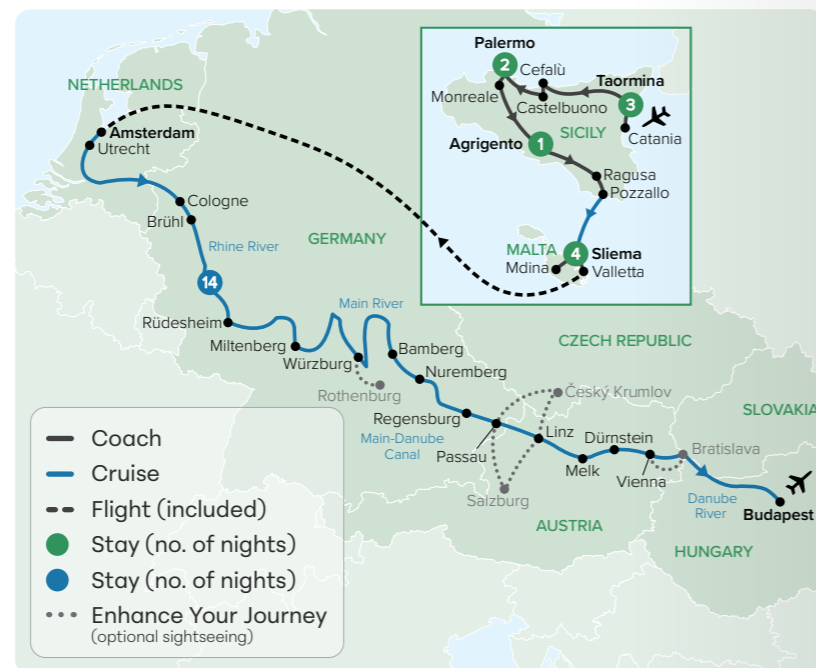 NETHERLANDS
Amsterdam
Utrecht
Cologne
Brühl
Rhine River
GERMANY
14
Rüdesheim
Main River
Miltenberg
Würzburg
Rothenburg
Bamberg
Nuremberg
Regensburg
Main-Danube
Canal
Passau
CZECH REPUBLIC
Český Krumlov
Linz
Salzburg
Melk
Dürnstein
Vienna
AUSTRIA
SLOVAKIA
Bratislava
Danube
River
Budapest
HUNGARY
Palermo
2
Cefalù
Taormina
3
Monreale
Castelbuono
SICILY
Catania
Agrigento
1
Ragusa
Pozzallo
MALTA
4
Sliema
Mdina
Valletta
Coach
Cruise
Flight (included)
Stay (no. of nights)
Stay (no. of nights)
Enhance Your Journey
(optional sightseeing)